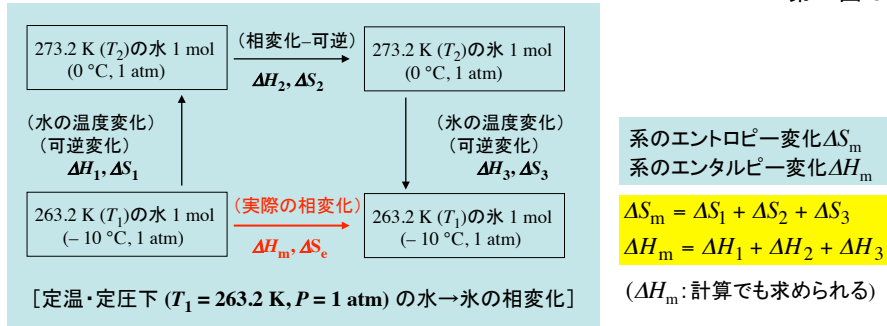 273.2 K (T₂)の水 1 mol
(0 °C, 1 atm)
(相変化–可逆)
ΔH₂, ΔS₂
273.2 K (T₂)の氷 1 mol
(0 °C, 1 atm)
(水の温度変化)
(可逆変化)
ΔH₁, ΔS₁
(氷の温度変化)
(可逆変化)
ΔH₃, ΔS₃
263.2 K (T₁)の水 1 mol
(– 10 °C, 1 atm)
(実際の相変化)
ΔHₘ, ΔSₑ
263.2 K (T₁)の氷 1 mol
(– 10 °C, 1 atm)
[定温・定圧下 (T₁ = 263.2 K, P = 1 atm) の水→氷の相変化]
系のエントロピー変化ΔSₘ
系のエンタルピー変化ΔHₘ
ΔSₘ = ΔS₁ + ΔS₂ + ΔS₃
ΔHₘ = ΔH₁ + ΔH₂ + ΔH₃
(ΔHₘ:計算でも求められる)